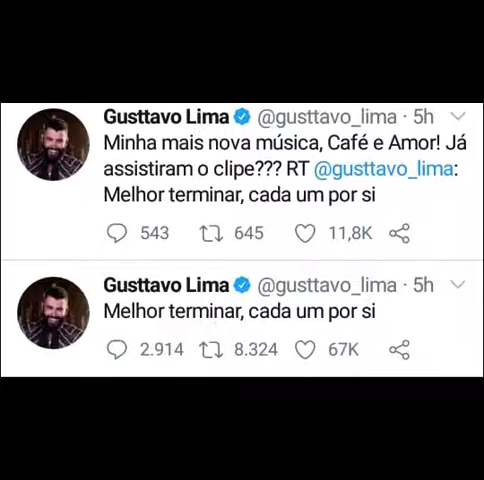 Gusttavo Lima @gusttavo_lima · 5h
Minha mais nova música, Café e Amor! Já
assistiram o clipe??? RT @gusttavo_lima:
Melhor terminar, cada um por si
543 645 11,8K
Gusttavo Lima @gusttavo_lima · 5h
Melhor terminar, cada um por si
2.914 8.324 67K